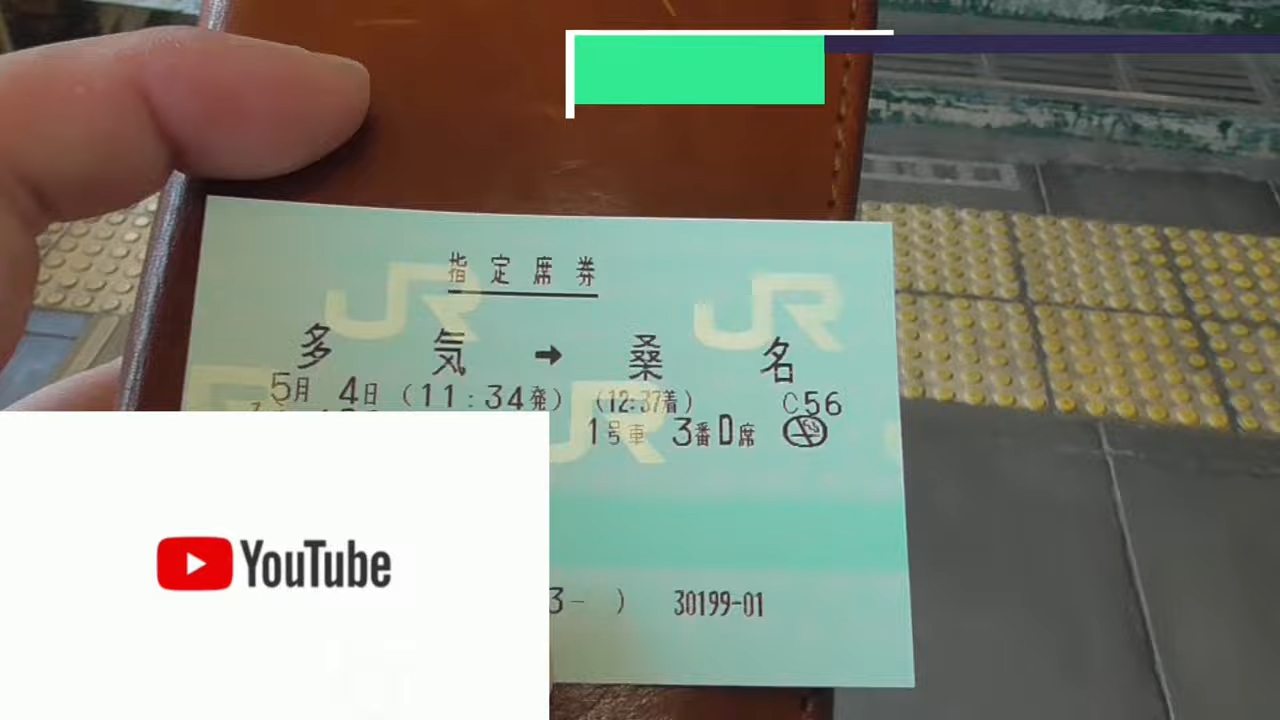 指定席券
多気➡桑名
5月 4日 (11:34発) (12:37着) C56
1号車 3番D席
3- ) 30199-01
YouTube